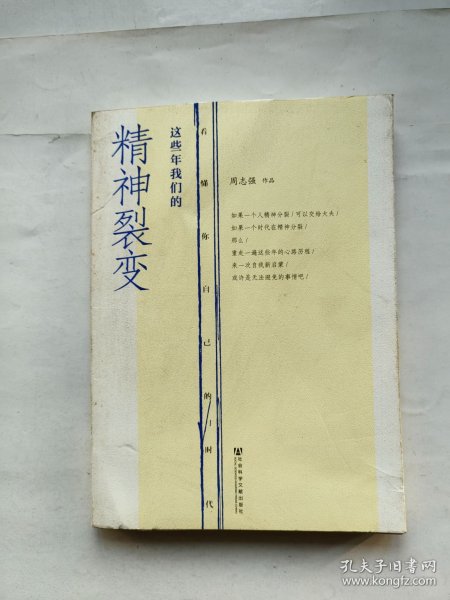 这些年我们的
精神裂变
看懂你自己的时代
周志强 作品
如果一个人精神分裂/可以交给大夫/
如果一个时代在精神分裂/
那么/
重走一遍这些年的心路历程/
来一次自我新启蒙/
或许是无法避免的事情吧/
社会科学文献出版社
孔夫子旧书网
www.kongfz.com